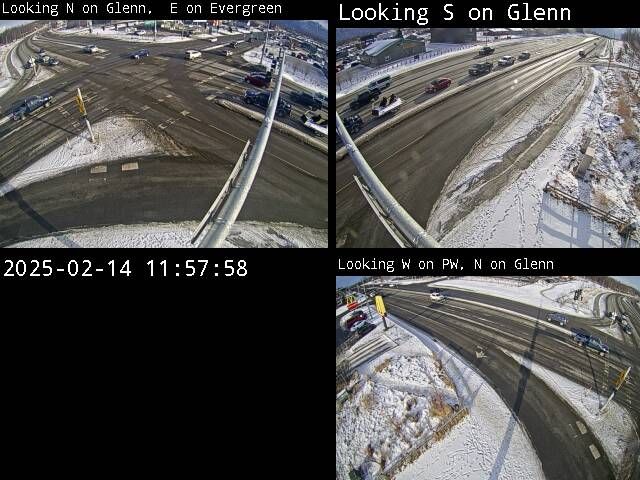 Looking N on Glenn,  E on Evergreen
Looking S on Glenn
2025-02-14 11:57:58
Looking W on PW, N on Glenn